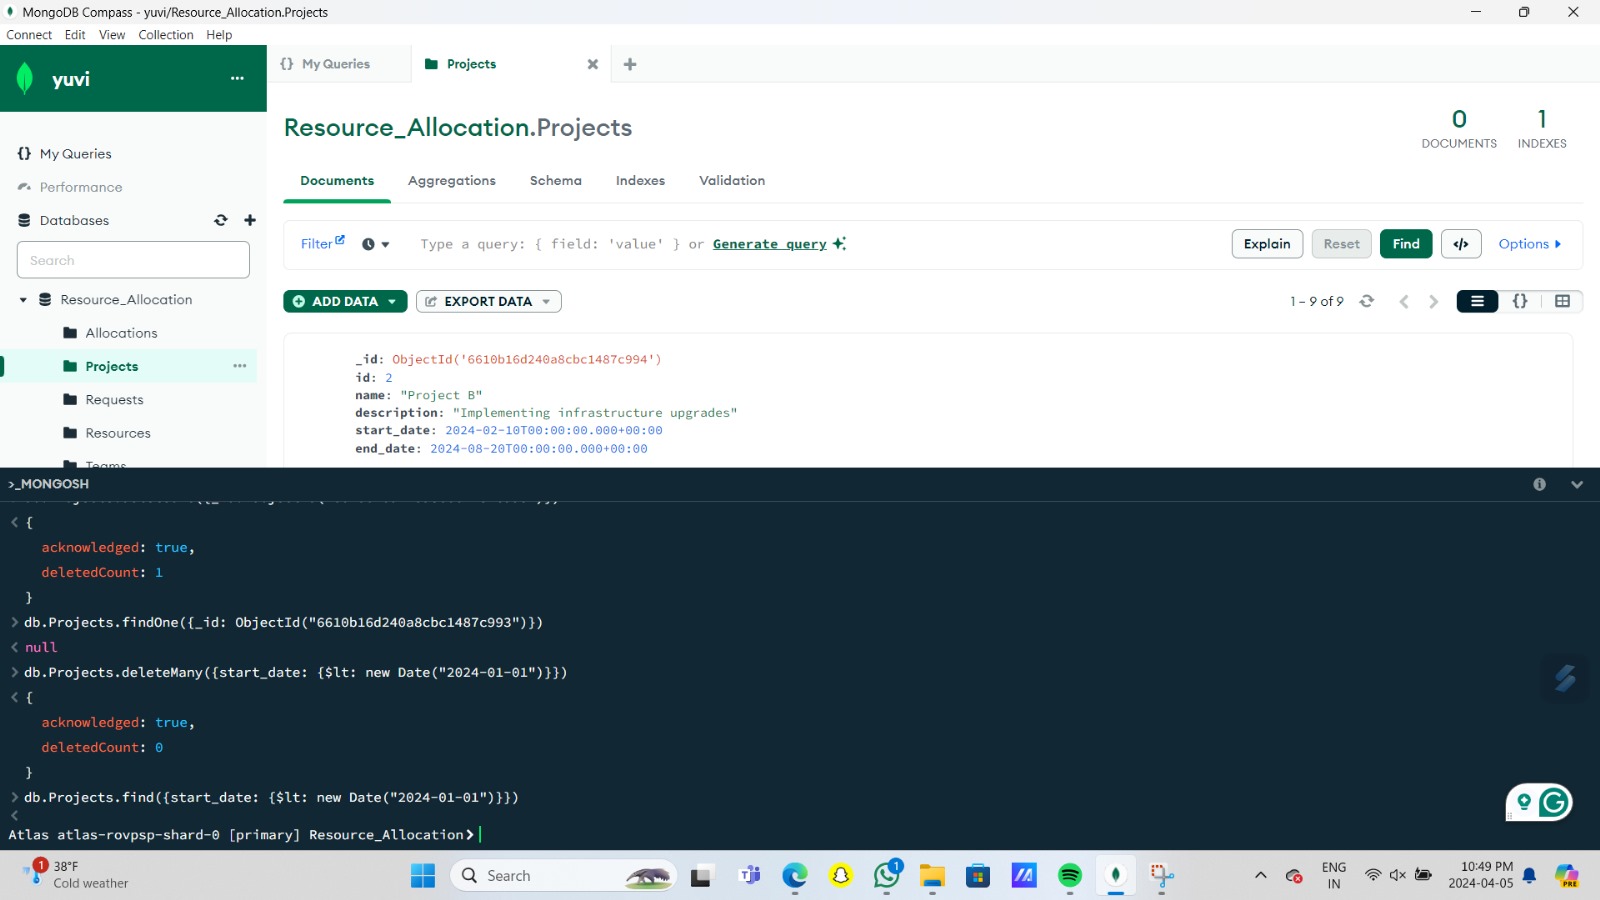 MongoDB Compass - yuvi/Resource_Allocation.Projects
Connect Edit View Collection Help
yuvi
My Queries
Projects
Resource_Allocation.Projects
0
DOCUMENTS
1
INDEXES
{} My Queries
Performance
Databases
Search
Resource_Allocation
Allocations
Projects
Requests
Resources
Teams
Documents Aggregations Schema Indexes Validation
Filter
Type a query: { field: 'value' } or Generate query
Explain Reset Find </> Options
ADD DATA EXPORT DATA
1 – 9 of 9
{}
_id: ObjectId('6610b16d240a8cbc1487c994')
id: 2
name: "Project B"
description: "Implementing infrastructure upgrades"
start_date: 2024-02-10T00:00:00.000+00:00
end_date: 2024-08-20T00:00:00.000+00:00
>_MONGOSH
< {
acknowledged: true,
deletedCount: 1
}
> db.Projects.findOne({_id: ObjectId("6610b16d240a8cbc1487c993")})
< null
> db.Projects.deleteMany({start_date: {$lt: new Date("2024-01-01")}})
< {
acknowledged: true,
deletedCount: 0
}
> db.Projects.find({start_date: {$lt: new Date("2024-01-01")}})
<
Atlas atlas-rovpsp-shard-0 [primary] Resource_Allocation>
1
38°F
Cold weather
Search
1
ENG
IN
10:49 PM
2024-04-05
PRE